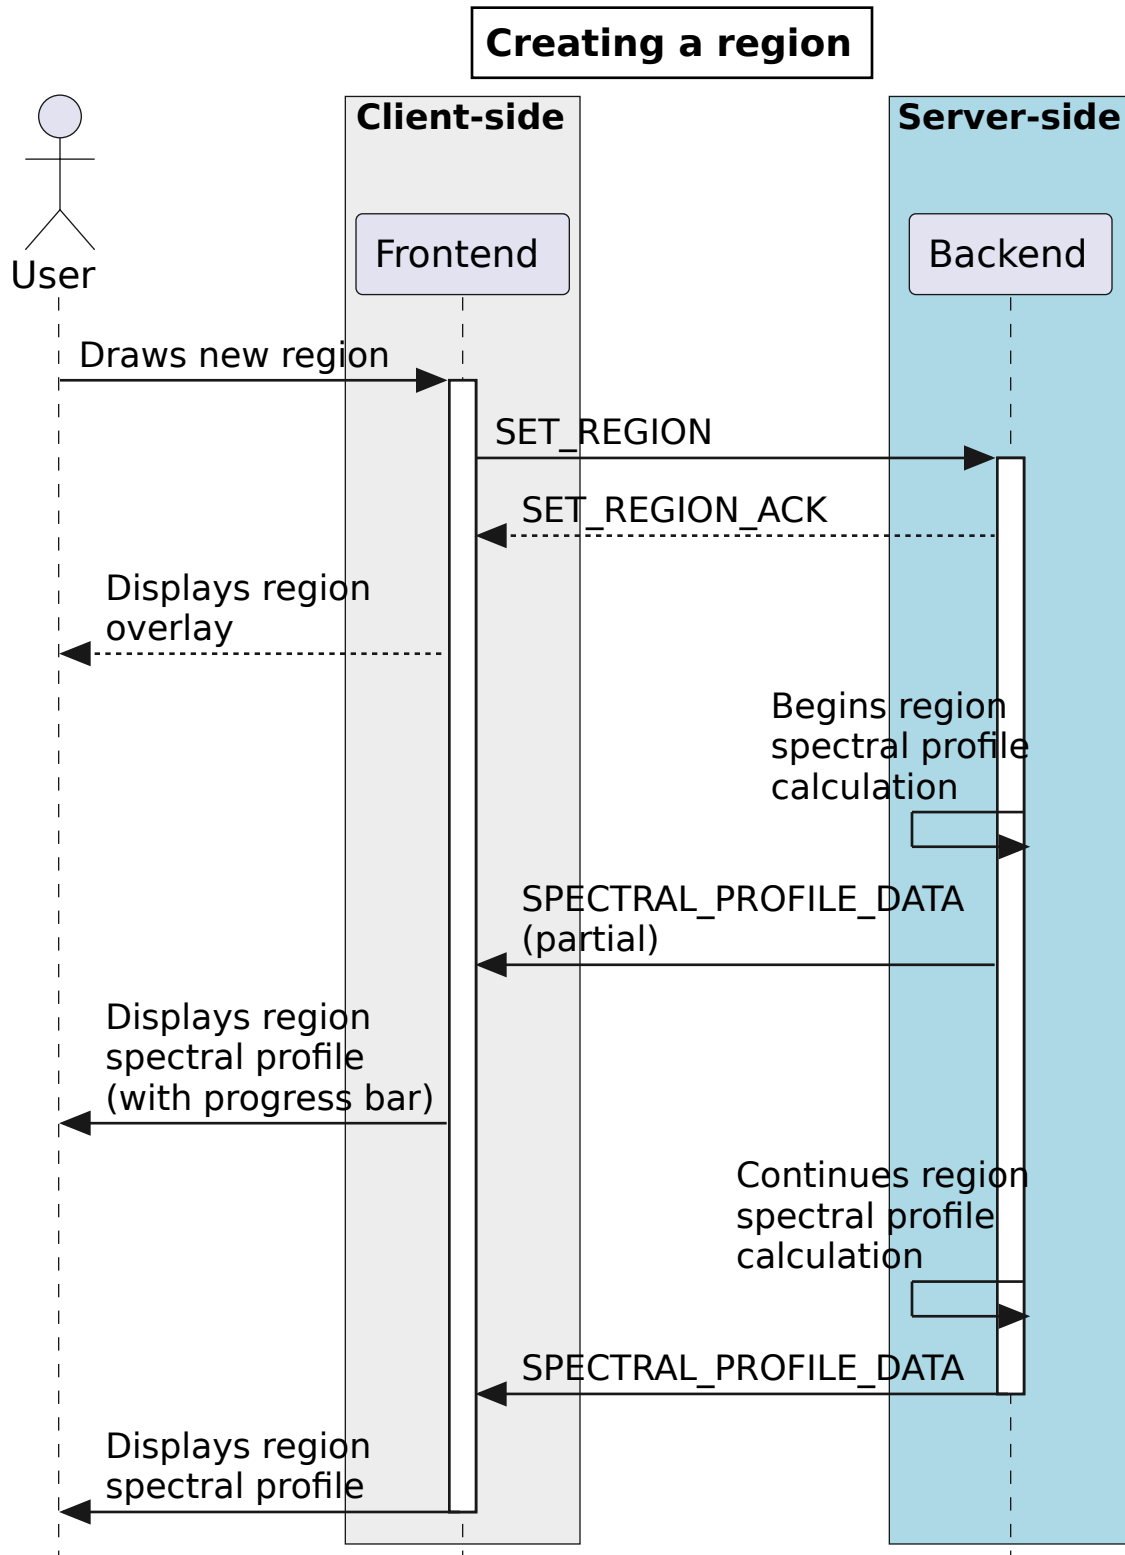 Creating a region
Client-side
Server-side
User
Frontend
Backend
Draws new region
SET_REGION
SET_REGION_ACK
Displays region
overlay
Begins region
spectral profile
calculation
SPECTRAL_PROFILE_DATA
(partial)
Displays region
spectral profile
(with progress bar)
Continues region
spectral profile
calculation
SPECTRAL_PROFILE_DATA
Displays region
spectral profile